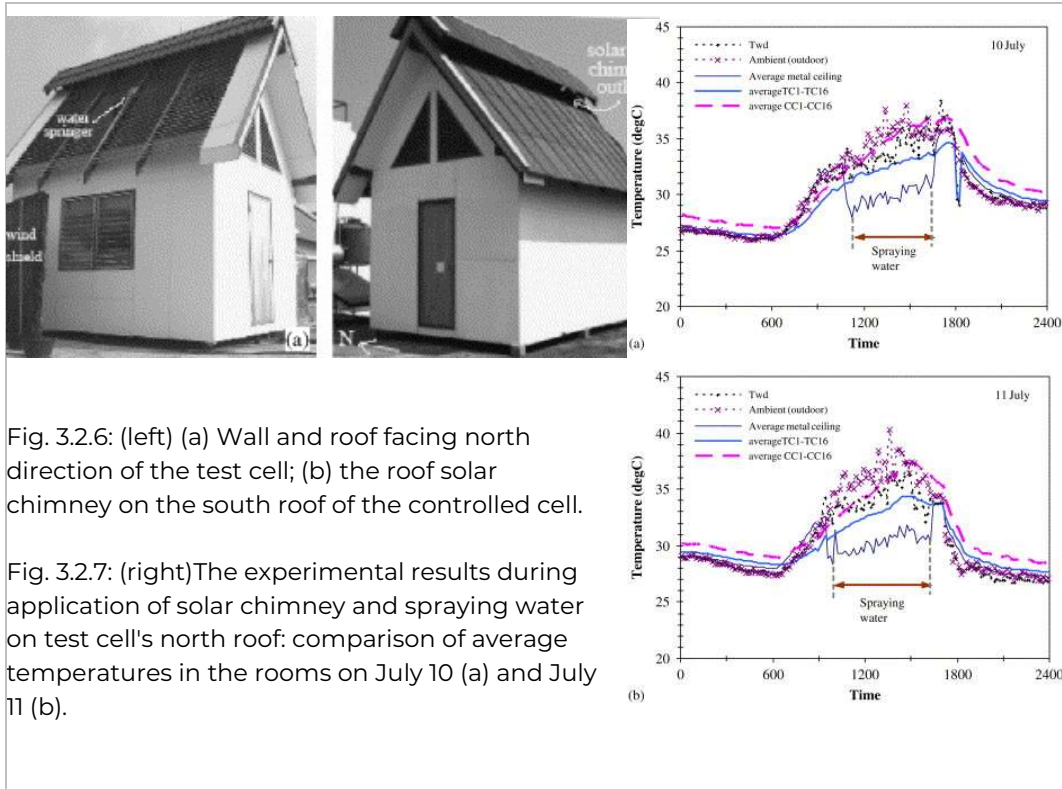 water
springer
wind
shield
(a)
solar
chim
outl
N
Fig. 3.2.6: (left) (a) Wall and roof facing north
direction of the test cell; (b) the roof solar
chimney on the south roof of the controlled cell.
Fig. 3.2.7: (right)The experimental results during
application of solar chimney and spraying water
on test cell's north roof: comparison of average
temperatures in the rooms on July 10 (a) and July
11 (b).
45
40
35
30
25
20
Temperature (degC)
Twd
Ambient (outdoor)
Average metal ceiling
averageTC1-TC16
average CC1-CC16
10 July
Spraying
water
0
600
1200
1800
2400
(a)
Time
45
40
35
30
25
20
Temperature (degC)
Twd
Ambient (outdoor)
Average metal ceiling
averageTC1-TC16
average CC1-CC16
11 July
Spraying
water
0
600
1200
1800
2400
(b)
Time